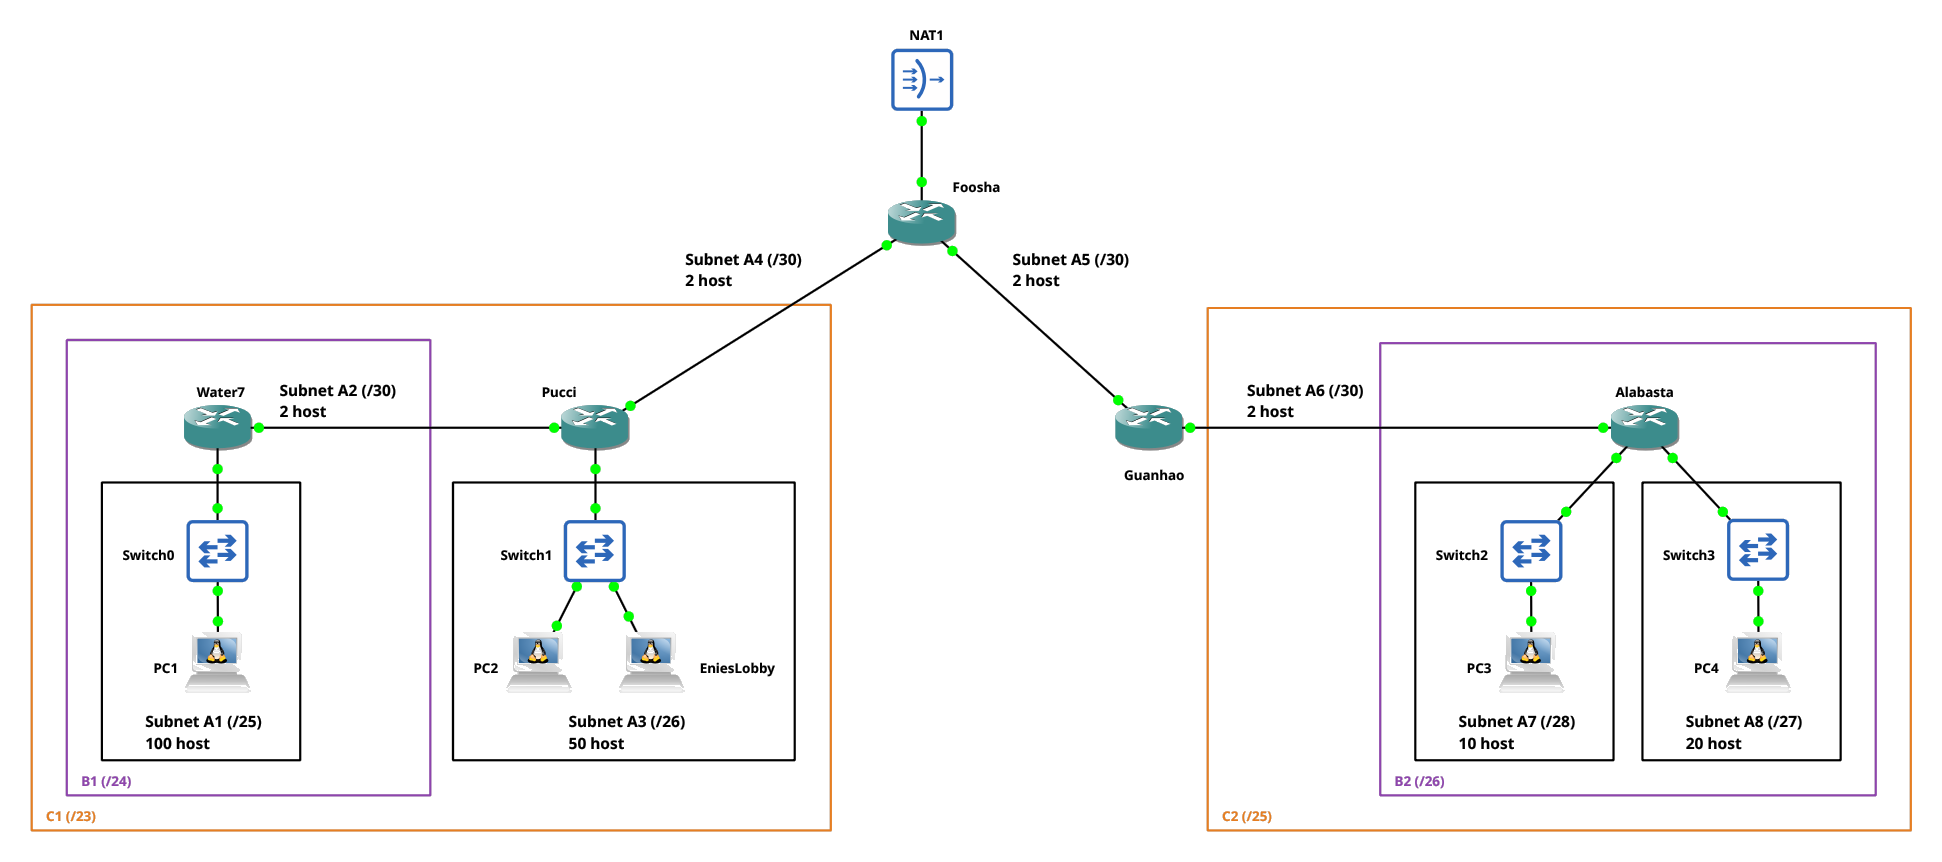 NAT1
Foosha
Subnet A4 (/30)
2 host
Subnet A5 (/30)
2 host
Water7
Subnet A2 (/30)
2 host
Pucci
Guanhao
Subnet A6 (/30)
2 host
Alabasta
Switch0
Switch1
Switch2
Switch3
PC1
PC2
EniesLobby
PC3
PC4
Subnet A1 (/25)
100 host
Subnet A3 (/26)
50 host
Subnet A7 (/28)
10 host
Subnet A8 (/27)
20 host
B1 (/24)
B2 (/26)
C1 (/23)
C2 (/25)